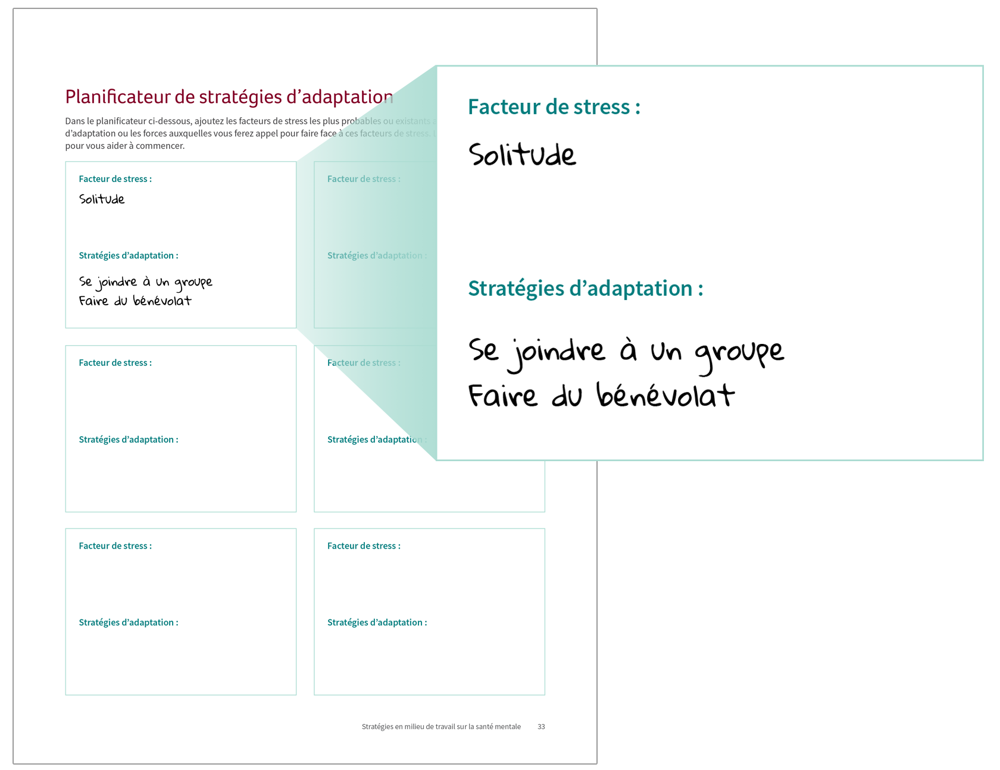 Planificateur de stratégies d’adaptation
Dans le planificateur ci-dessous, ajoutez les facteurs de stress les plus probables ou existants
d’adaptation ou les forces auxquelles vous ferez appel pour faire face à ces facteurs de stress.
pour vous aider à commencer.
Facteur de stress :
Solitude
Stratégies d’adaptation :
Se joindre à un groupe
Faire du bénévolat
Facteur de stress :
Stratégies d’adaptation :
Facteur de stress :
Solitude
Stratégies d’adaptation :
Se joindre à un groupe
Faire du bénévolat
Facteur de stress :
Stratégies d’adaptation :
Facteur de stress :
Stratégies d’adaptation :
Facteur de stress :
Stratégies d’adaptation :
Facteur de stress :
Stratégies d’adaptation :
Stratégies en milieu de travail sur la santé mentale 33